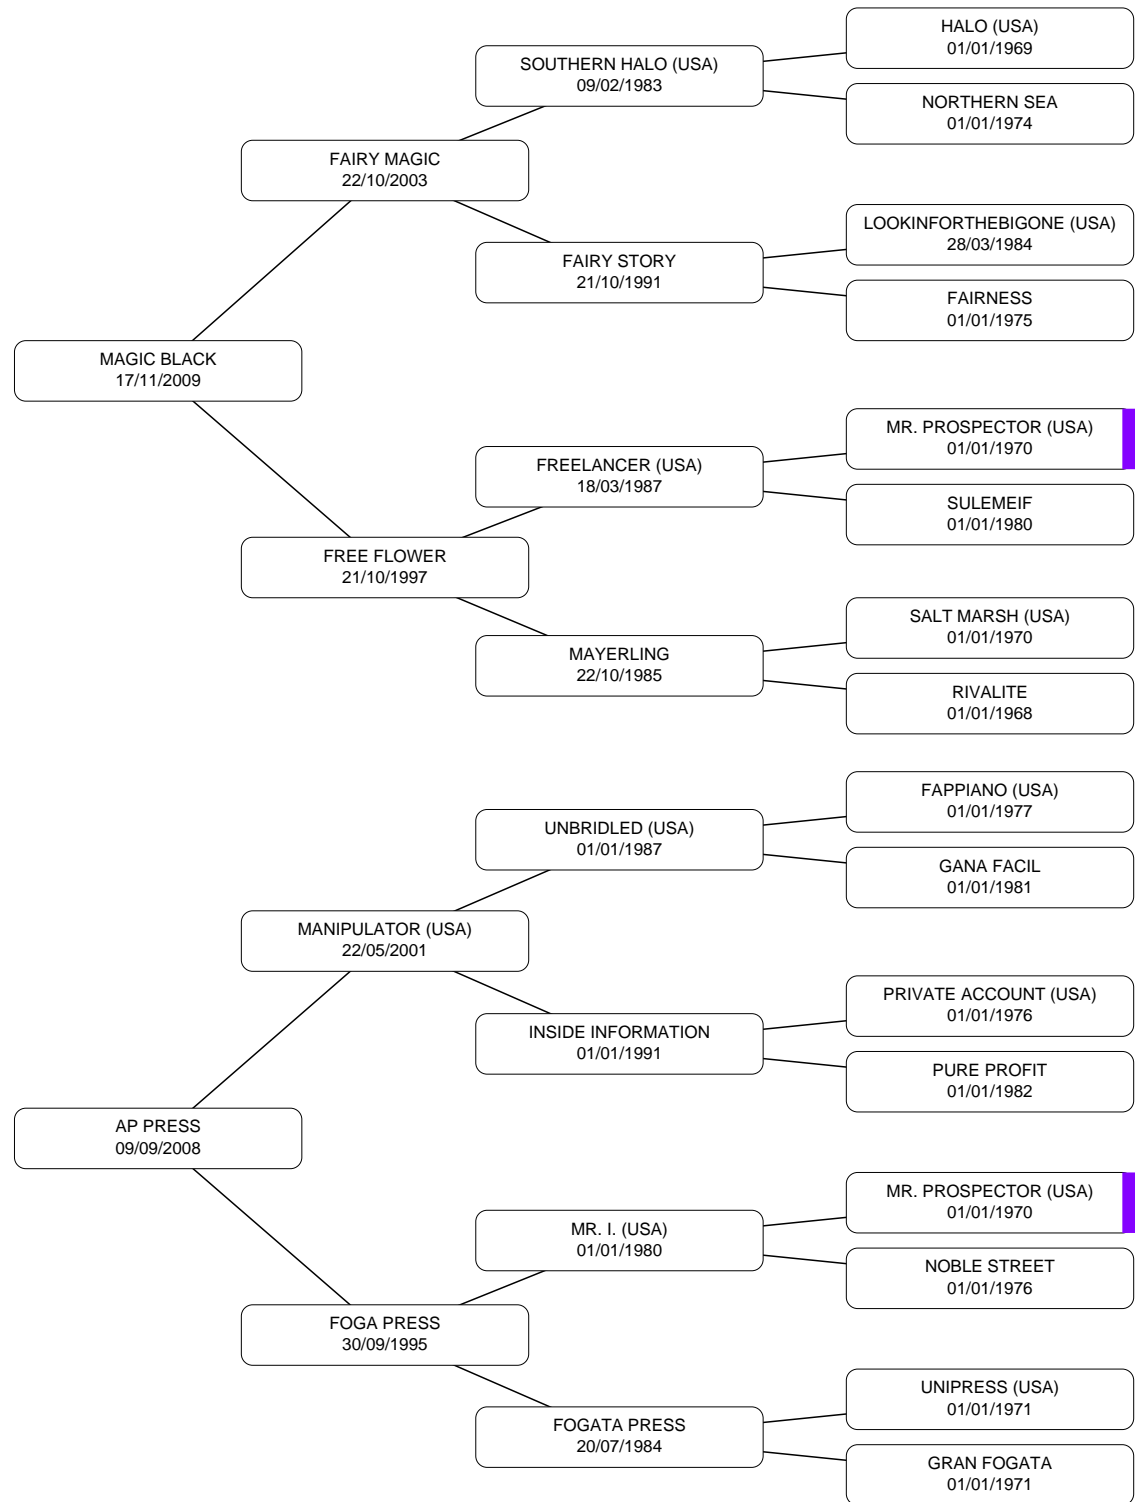 HALO (USA)
01/01/1969
SOUTHERN HALO (USA)
09/02/1983
NORTHERN SEA
01/01/1974
FAIRY MAGIC
22/10/2003
LOOKINFORTHEBIGONE (USA)
28/03/1984
FAIRY STORY
21/10/1991
FAIRNESS
01/01/1975
MAGIC BLACK
17/11/2009
MR. PROSPECTOR (USA)
01/01/1970
FREELANCER (USA)
18/03/1987
SULEMEIF
01/01/1980
FREE FLOWER
21/10/1997
SALT MARSH (USA)
01/01/1970
MAYERLING
22/10/1985
RIVALITE
01/01/1968
FAPPIANO (USA)
01/01/1977
UNBRIDLED (USA)
01/01/1987
GANA FACIL
01/01/1981
MANIPULATOR (USA)
22/05/2001
PRIVATE ACCOUNT (USA)
01/01/1976
INSIDE INFORMATION
01/01/1991
PURE PROFIT
01/01/1982
AP PRESS
09/09/2008
MR. PROSPECTOR (USA)
01/01/1970
MR. I. (USA)
01/01/1980
NOBLE STREET
01/01/1976
FOGA PRESS
30/09/1995
UNIPRESS (USA)
01/01/1971
FOGATA PRESS
20/07/1984
GRAN FOGATA
01/01/1971